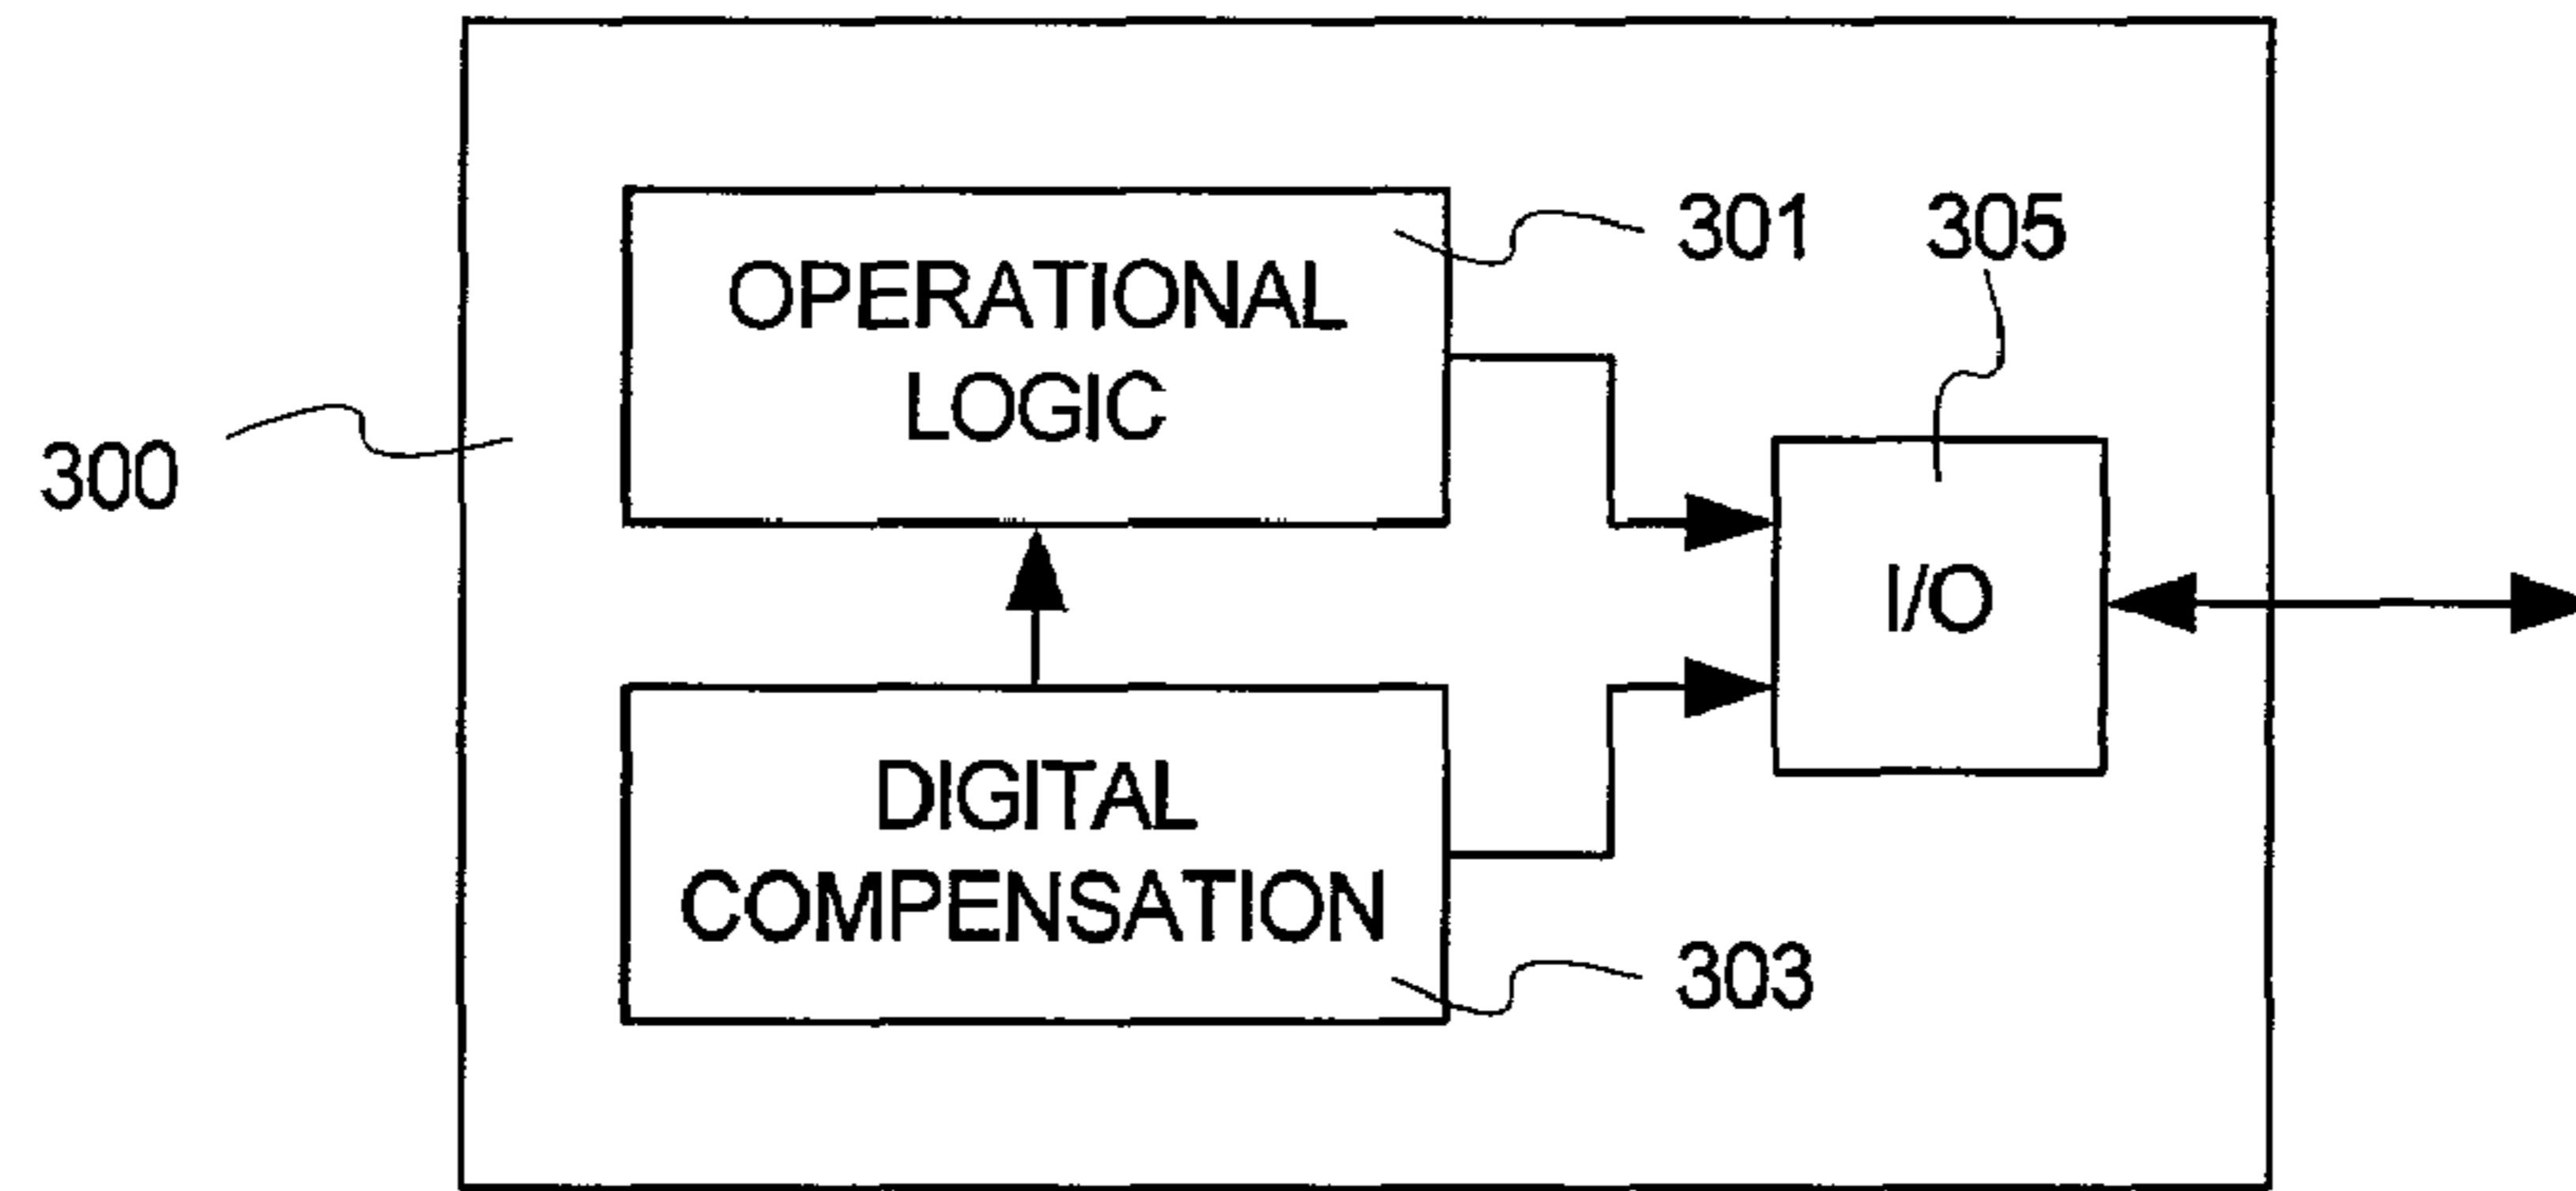 301
305
OPERATIONAL
LOGIC
300
I/O
DIGITAL
COMPENSATION
303